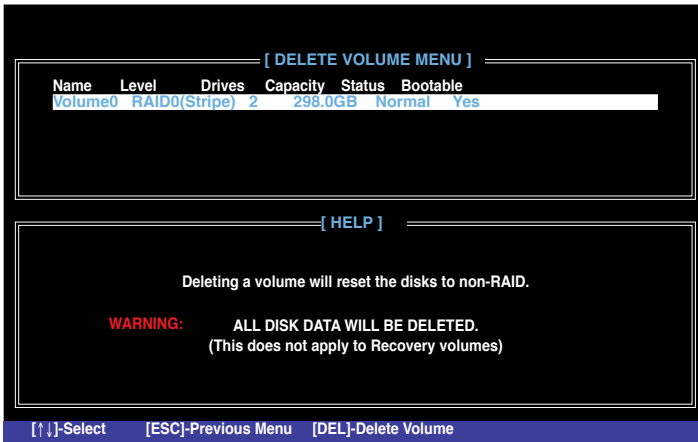 [ DELETE VOLUME MENU ]
Name Level Drives Capacity Status Bootable
Volume0 RAID0(Stripe) 2 298.0GB Normal Yes
[ HELP ]
Deleting a volume will reset the disks to non-RAID.
WARNING: ALL DISK DATA WILL BE DELETED.
(This does not apply to Recovery volumes)
[↑↓]-Select [ESC]-Previous Menu [DEL]-Delete Volume